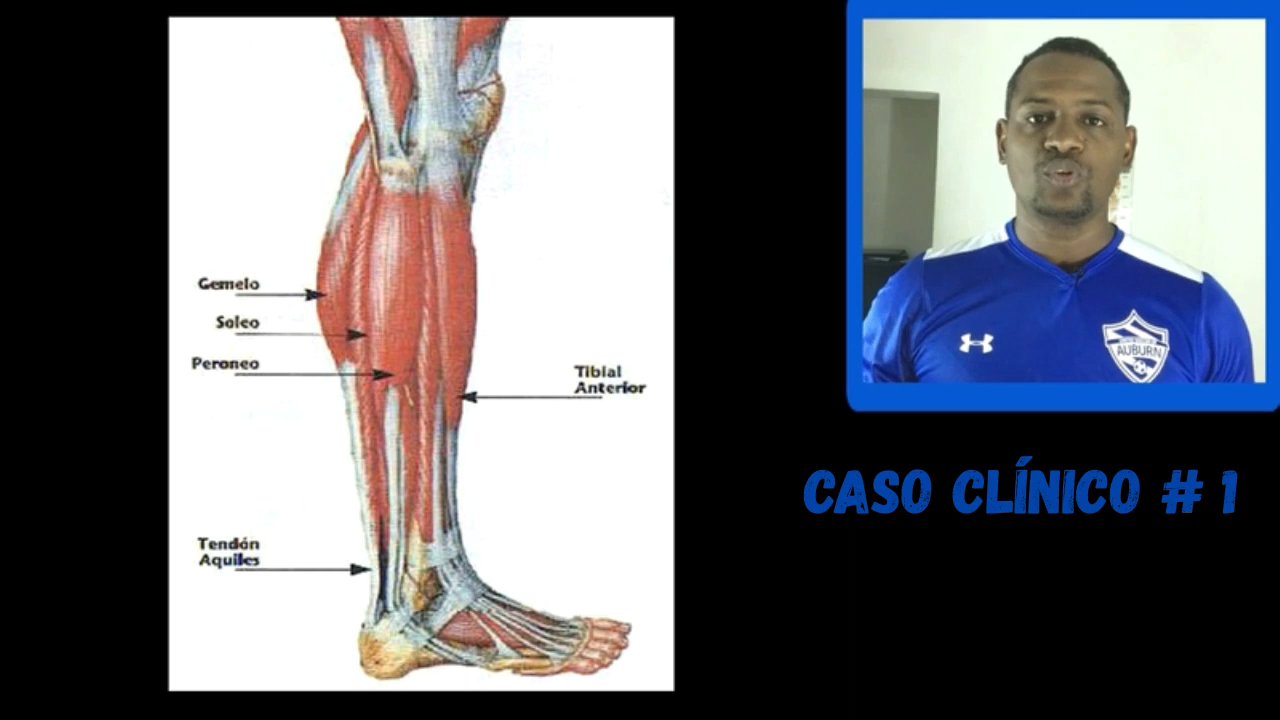 Gemelo
Soleo
Peroneo
Tibial
Anterior
Tendón
Aquiles
AUBURN
CASO CLÍNICO # 1